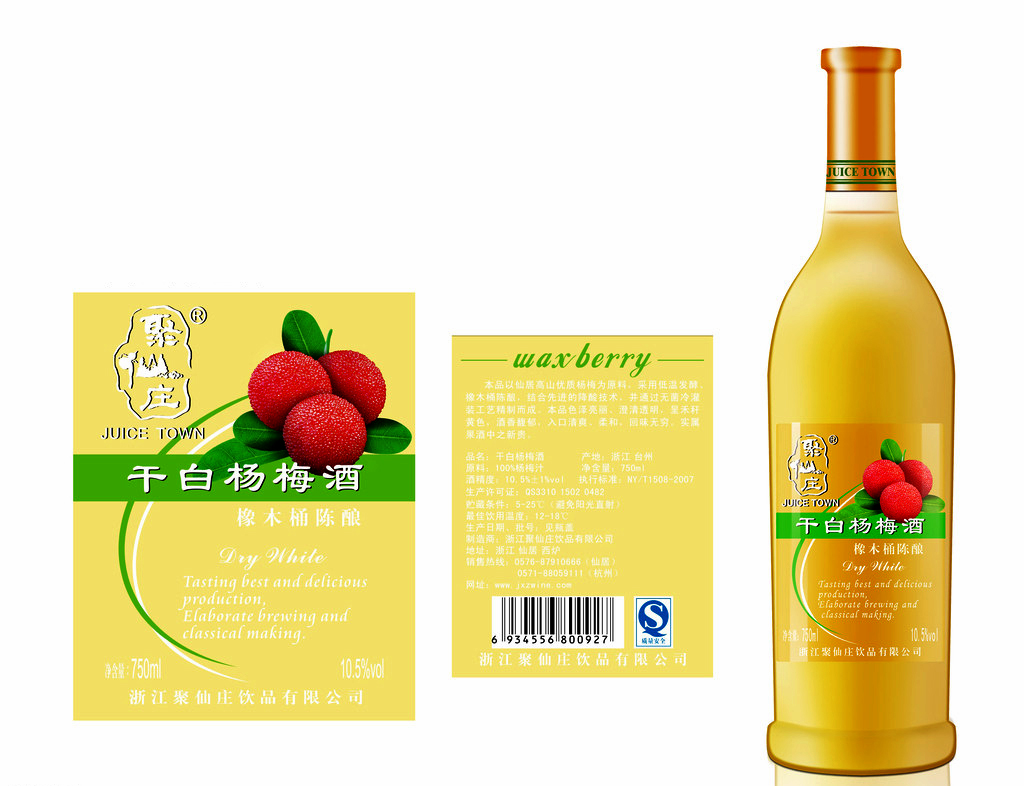 聚仙庄®
JUICE TOWN
干白杨梅酒
橡木桶陈酿
Dry White
Tasting best and delicious
production,
Elaborate brewing and
classical making.
净含量:750ml 10.5%vol
浙江聚仙庄饮品有限公司
waxberry
本品以仙居高山优质杨梅为原料，采用低温发酵，
橡木桶陈酿，结合先进的降酸技术，并通过无菌冷灌
装工艺精制而成。本品色泽亮丽，澄清透明，呈禾秆
黄色，酒香馥郁，入口清爽，柔和，回味无穷，实属
果酒中之新贵。
品名：干白杨梅酒 产地：浙江 台州
原料：100%杨梅汁 净含量：750ml
酒精度：10.5%±1%vol 执行标准：NY/T1508-2007
生产许可证：QS3310 1502 0482
贮藏条件：5-25℃（避免阳光直射）
最佳饮用温度：12-18℃
生产日期、批号：见瓶盖
制造商：浙江聚仙庄饮品有限公司
地址：浙江 仙居 西炉
销售热线：0576-87910666（仙居）
0571-88059111（杭州）
网址：www.jxzwine.com
6 934556 800927
QS
质量安全
浙江聚仙庄饮品有限公司
JUICE TOWN
聚仙庄®
JUICE TOWN
干白杨梅酒
橡木桶陈酿
Dry White
Tasting best and delicious
production,
Elaborate brewing and
classical making.
净含量:750ml 10.5%vol
浙江聚仙庄饮品有限公司